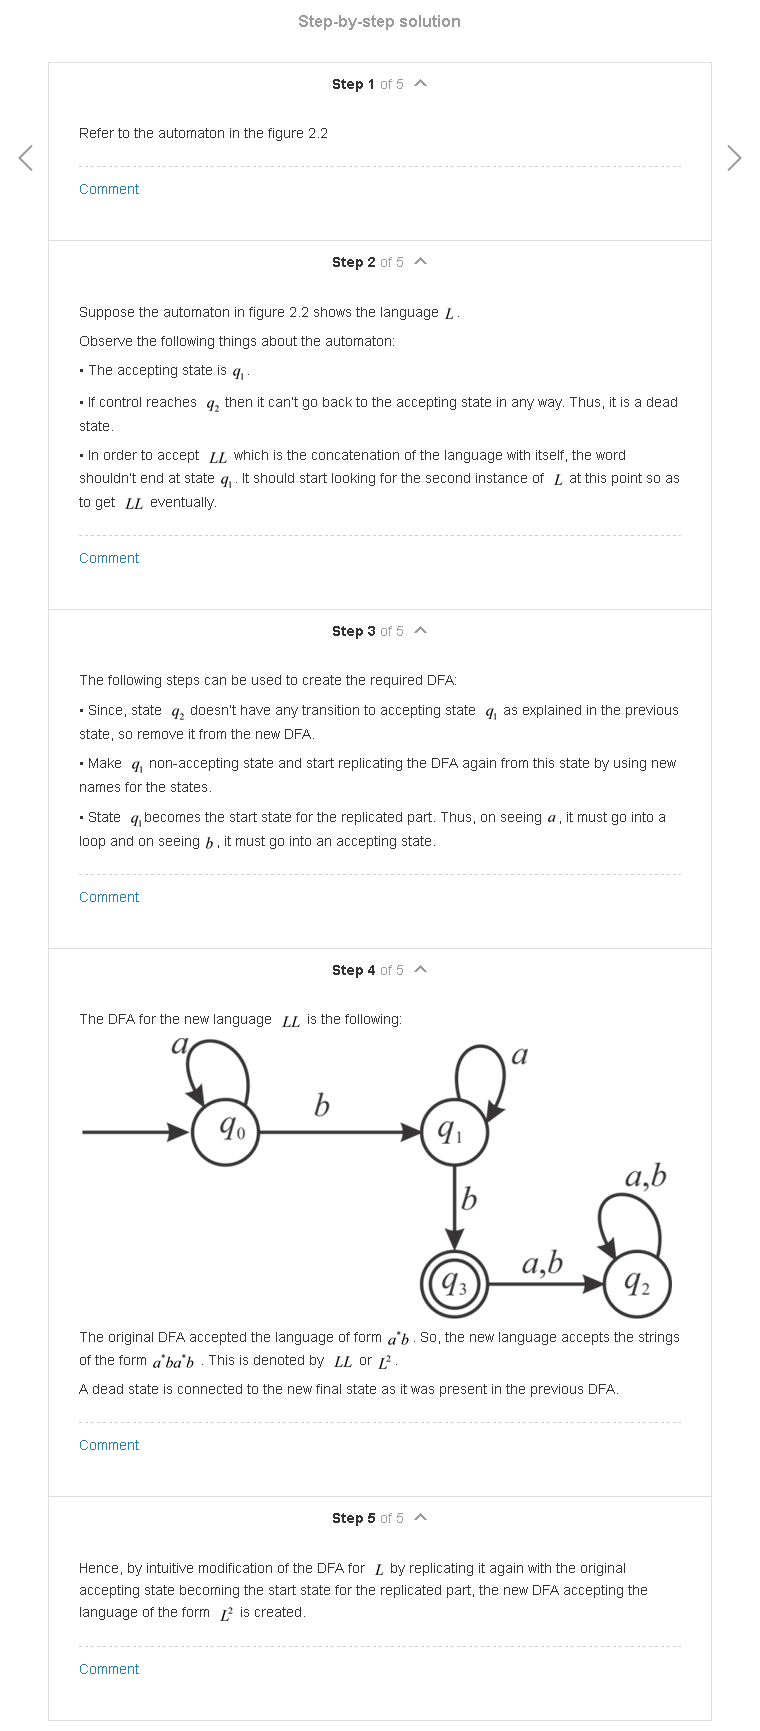 Step-by-step solution
Step 1 of 5
Refer to the automaton in the figure 2.2
Comment
Step 2 of 5
Suppose the automaton in figure 2.2 shows the language L.
Observe the following things about the automaton:
• The accepting state is q₁.
• If control reaches q₂ then it can't go back to the accepting state in any way. Thus, it is a dead
state.
• In order to accept LL which is the concatenation of the language with itself, the word
shouldn't end at state q₁. It should start looking for the second instance of L at this point so as
to get LL eventually.
Comment
Step 3 of 5
The following steps can be used to create the required DFA:
• Since, state q₂ doesn't have any transition to accepting state q₁ as explained in the previous
state, so remove it from the new DFA.
• Make q₁ non-accepting state and start replicating the DFA again from this state by using new
names for the states.
• State q₁ becomes the start state for the replicated part. Thus, on seeing a, it must go into a
loop and on seeing b, it must go into an accepting state.
Comment
Step 4 of 5
The DFA for the new language LL is the following:
a
a
b
q₀
q₁
b
a,b
a,b
q₃
q₂
The original DFA accepted the language of form a*b. So, the new language accepts the strings
of the form a*ba*b. This is denoted by LL or L².
A dead state is connected to the new final state as it was present in the previous DFA.
Comment
Step 5 of 5
Hence, by intuitive modification of the DFA for L by replicating it again with the original
accepting state becoming the start state for the replicated part, the new DFA accepting the
language of the form L² is created.
Comment